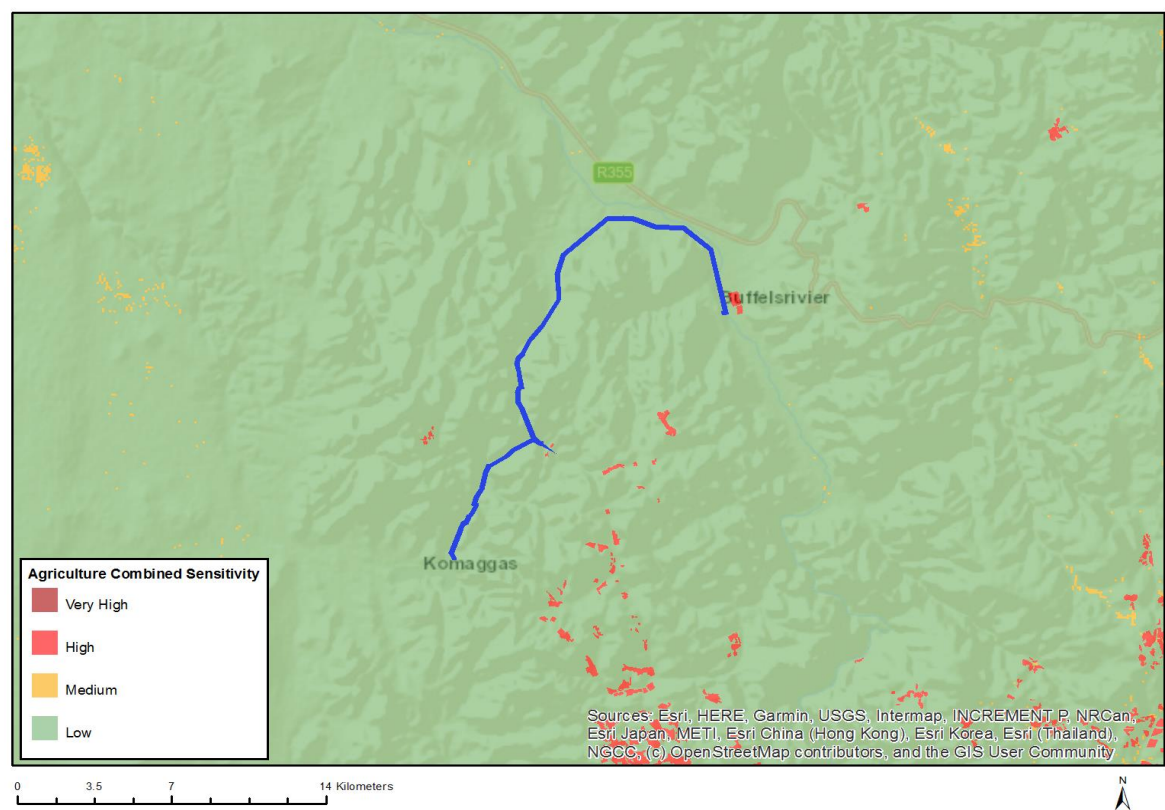 R355
Buffelsrivier
Komaggas
Agriculture Combined Sensitivity
Very High
High
Medium
Low
Sources: Esri, HERE, Garmin, USGS, Intermap, INCREMENT P, NRCan,
Esri Japan, METI, Esri China (Hong Kong), Esri Korea, Esri (Thailand),
NGCC, (c) OpenStreetMap contributors, and the GIS User Community
0 3.5 7 14 Kilometers
N